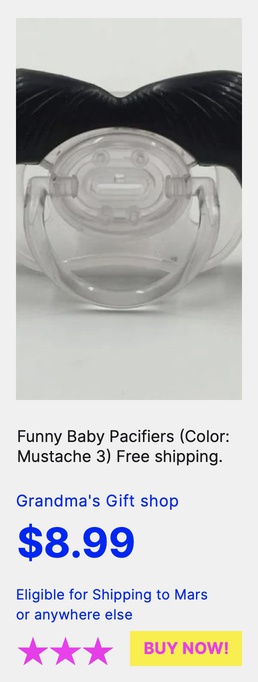 Funny Baby Pacifiers (Color:
Mustache 3) Free shipping.
Grandma's Gift shop
$8.99
Eligible for Shipping to Mars
or anywhere else
BUY NOW!